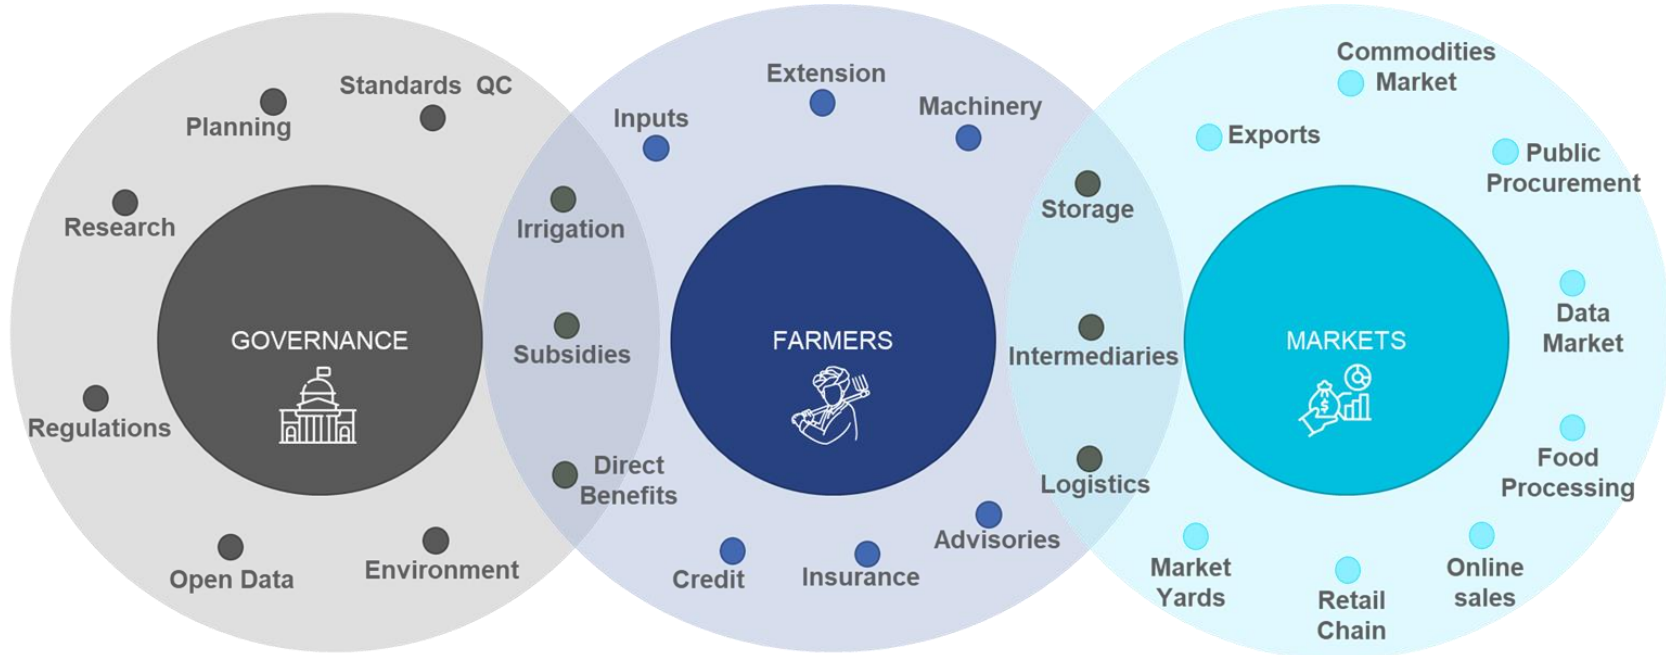 Standards QC
Planning
Research
Regulations
Open Data
Environment
GOVERNANCE
Irrigation
Subsidies
Direct
Benefits
Inputs
Extension
Machinery
FARMERS
Credit
Insurance
Advisories
Storage
Intermediaries
Logistics
Commodities
Market
Exports
Public
Procurement
MARKETS
Data
Market
Food
Processing
Market
Yards
Retail
Chain
Online
sales